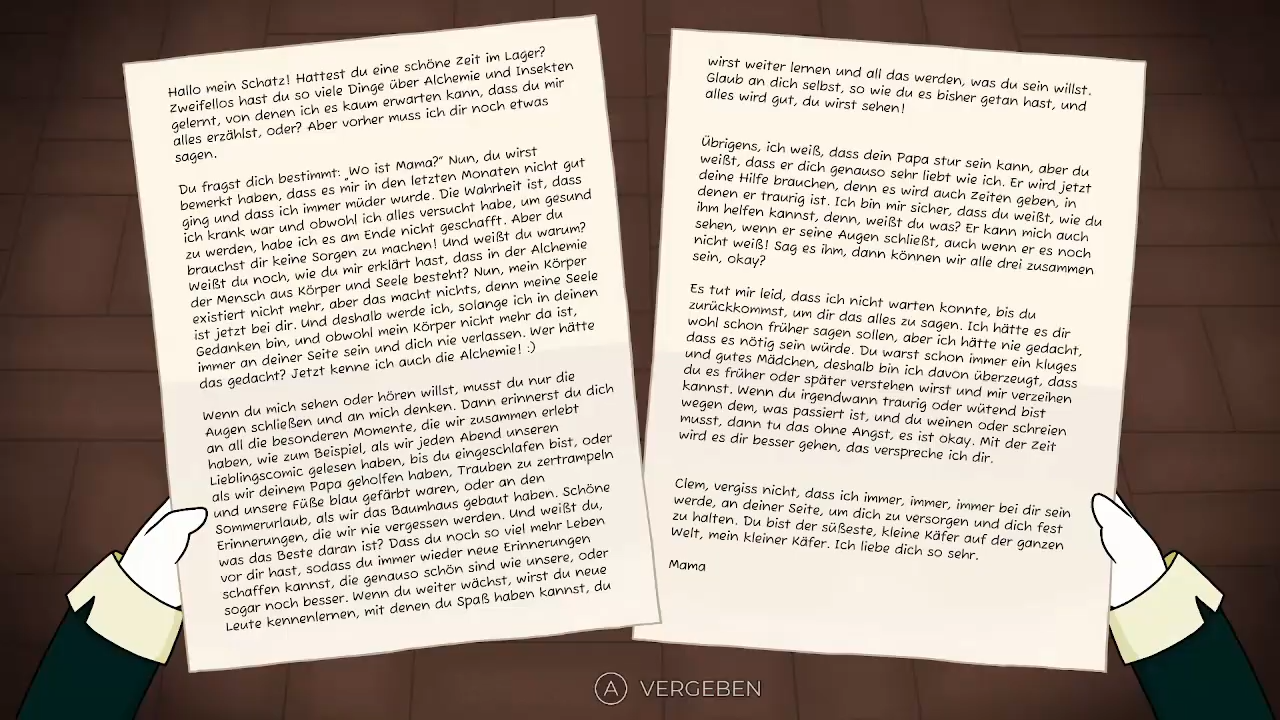 Hallo mein Schatz! Hattest du eine schöne Zeit im Lager?
Zweifellos hast du so viele Dinge über Alchemie und Insekten
gelernt, von denen ich es kaum erwarten kann, dass du mir
alles erzählst, oder? Aber vorher muss ich dir noch etwas
sagen.
Du fragst dich bestimmt: „Wo ist Mama?“ Nun, du wirst
bemerkt haben, dass es mir in den letzten Monaten nicht gut
ging und dass ich immer müder wurde. Die Wahrheit ist, dass
ich krank war und obwohl ich alles versucht habe, um gesund
zu werden, habe ich es am Ende nicht geschafft. Aber du
brauchst dir keine Sorgen zu machen! Und weißt du warum?
Weißt du noch, wie du mir erklärt hast, dass in der Alchemie
der Mensch aus Körper und Seele besteht? Nun, mein Körper
existiert nicht mehr, aber das macht nichts, denn meine Seele
ist jetzt bei dir. Und deshalb werde ich, solange ich in deinen
Gedanken bin, und obwohl mein Körper nicht mehr da ist,
immer an deiner Seite sein und dich nie verlassen. Wer hätte
das gedacht? Jetzt kenne ich auch die Alchemie! :)
Wenn du mich sehen oder hören willst, musst du nur die
Augen schließen und an mich denken. Dann erinnerst du dich
an all die besonderen Momente, die wir zusammen erlebt
haben, wie zum Beispiel, als wir jeden Abend unseren
Lieblingscomic gelesen haben, bis du eingeschlafen bist, oder
als wir deinem Papa geholfen haben, Trauben zu zertrampeln
und unsere Füße blau gefärbt waren, oder an den
Sommerurlaub, als wir das Baumhaus gebaut haben. Schöne
Erinnerungen, die wir nie vergessen werden. Und weißt du,
was das Beste daran ist? Dass du noch so viel mehr Leben
vor dir hast, sodass du immer wieder neue Erinnerungen
schaffen kannst, die genauso schön sind wie unsere, oder
sogar noch besser. Wenn du weiter wächst, wirst du neue
Leute kennenlernen, mit denen du Spaß haben kannst, du
wirst weiter lernen und all das werden, was du sein willst.
Glaub an dich selbst, so wie du es bisher getan hast, und
alles wird gut, du wirst sehen!
Übrigens, ich weiß, dass dein Papa stur sein kann, aber du
weißt, dass er dich genauso sehr liebt wie ich. Er wird jetzt
deine Hilfe brauchen, denn es wird auch Zeiten geben, in
denen er traurig ist. Ich bin mir sicher, dass du weißt, wie du
ihm helfen kannst, denn, weißt du was? Er kann mich auch
sehen, wenn er seine Augen schließt, auch wenn er es noch
nicht weiß! Sag es ihm, dann können wir alle drei zusammen
sein, okay?
Es tut mir leid, dass ich nicht warten konnte, bis du
zurückkommst, um dir das alles zu sagen. Ich hätte es dir
wohl schon früher sagen sollen, aber ich hätte nie gedacht,
dass es nötig sein würde. Du warst schon immer ein kluges
und gutes Mädchen, deshalb bin ich davon überzeugt, dass
du es früher oder später verstehen wirst und mir verzeihen
kannst. Wenn du irgendwann traurig oder wütend bist
wegen dem, was passiert ist, und du weinen oder schreien
musst, dann tu das ohne Angst, es ist okay. Mit der Zeit
wird es dir besser gehen, das verspreche ich dir.
Clem, vergiss nicht, dass ich immer, immer, immer bei dir sein
werde, an deiner Seite, um dich zu versorgen und dich fest
zu halten. Du bist der süßeste, kleine Käfer auf der ganzen
Welt, mein kleiner Käfer. Ich liebe dich so sehr.
Mama
A VERGEBEN